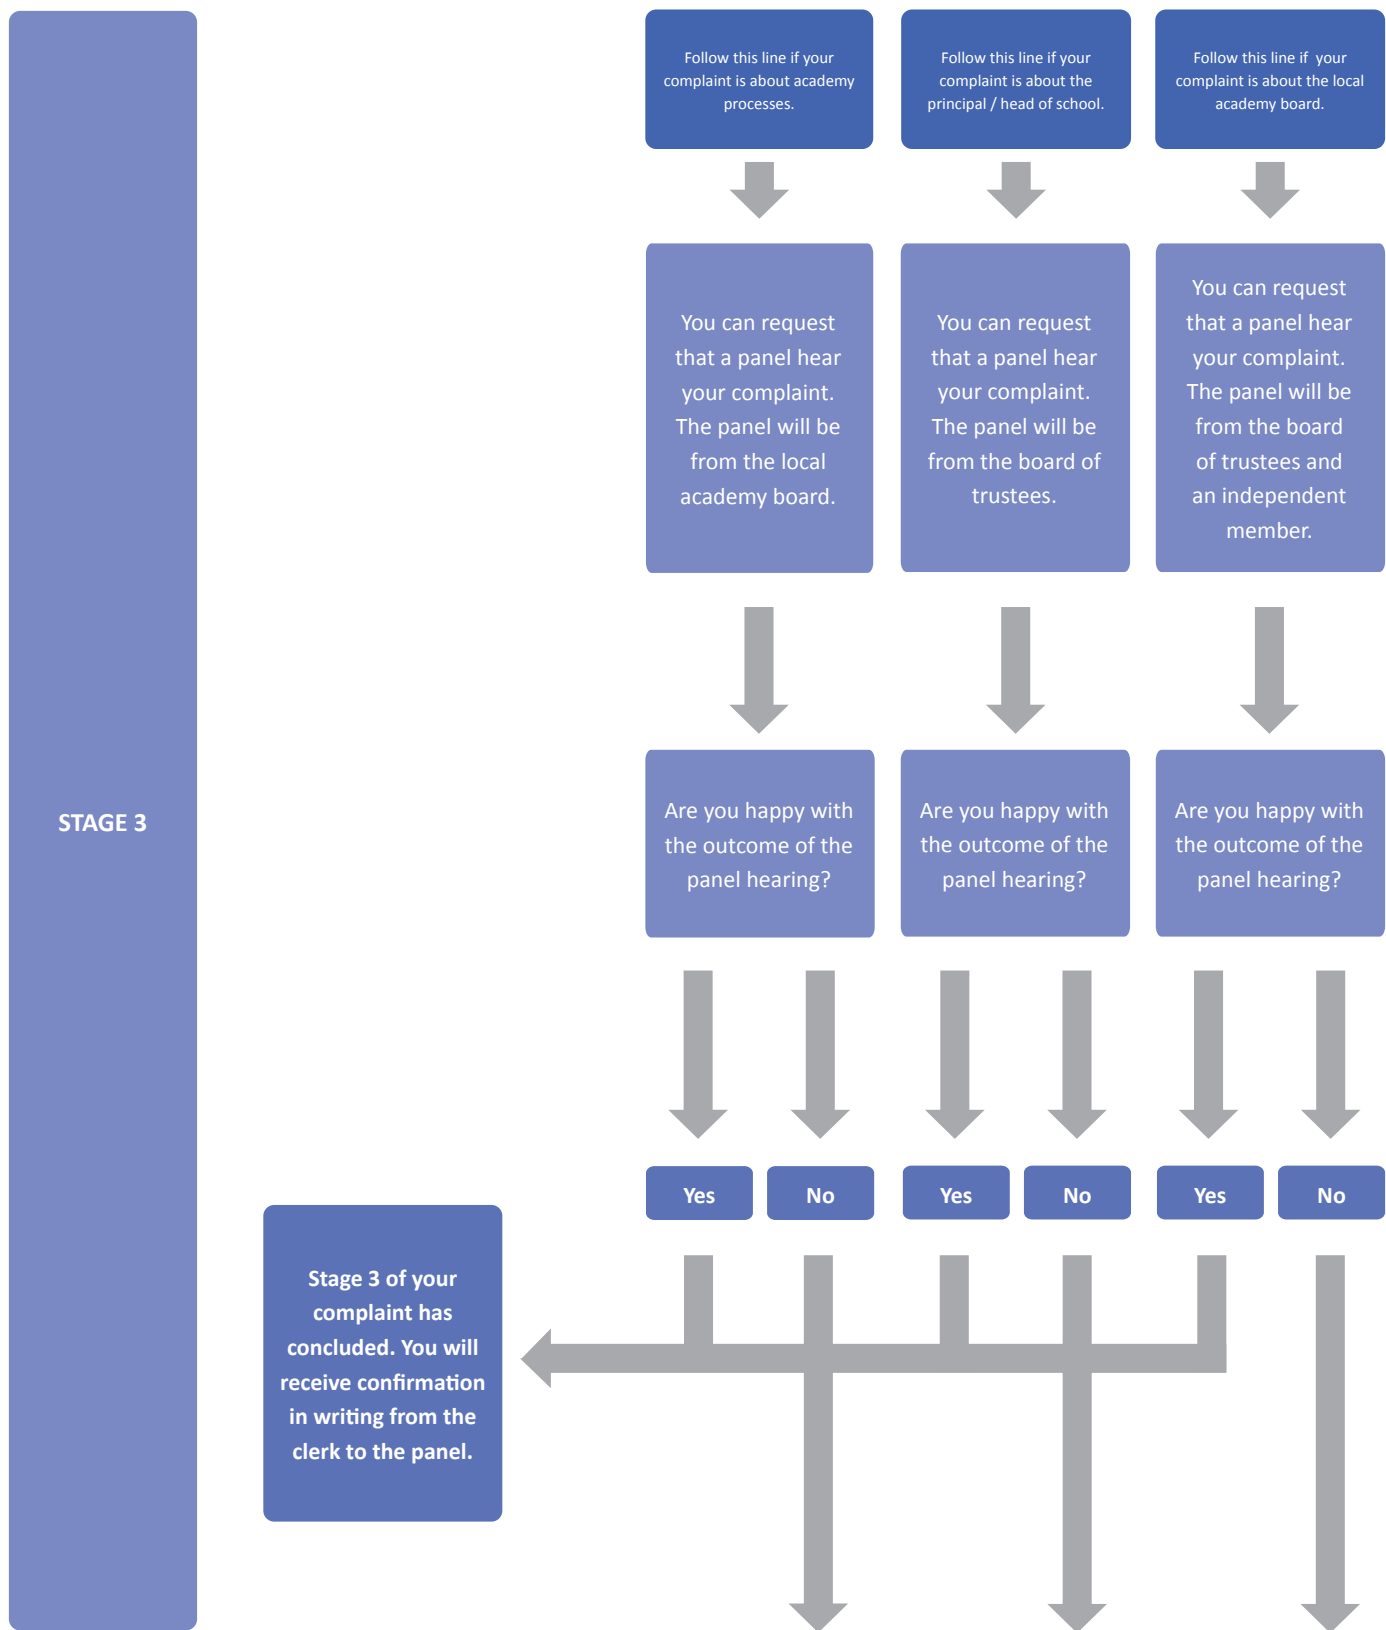 Follow this line if your
complaint is about academy
processes.
Follow this line if your
complaint is about the
principal / head of school.
Follow this line if  your
complaint is about the local
academy board.
You can request
that a panel hear
your complaint.
The panel will be
from the local
academy board.
You can request
that a panel hear
your complaint.
The panel will be
from the board of
trustees.
You can request
that a panel hear
your complaint.
The panel will be
from the board
of trustees and
an independent
member.
STAGE 3
Are you happy with
the outcome of the
panel hearing?
Are you happy with
the outcome of the
panel hearing?
Are you happy with
the outcome of the
panel hearing?
Yes
No
Yes
No
Yes
No
Stage 3 of your
complaint has
concluded. You will
receive confirmation
in writing from the
clerk to the panel.